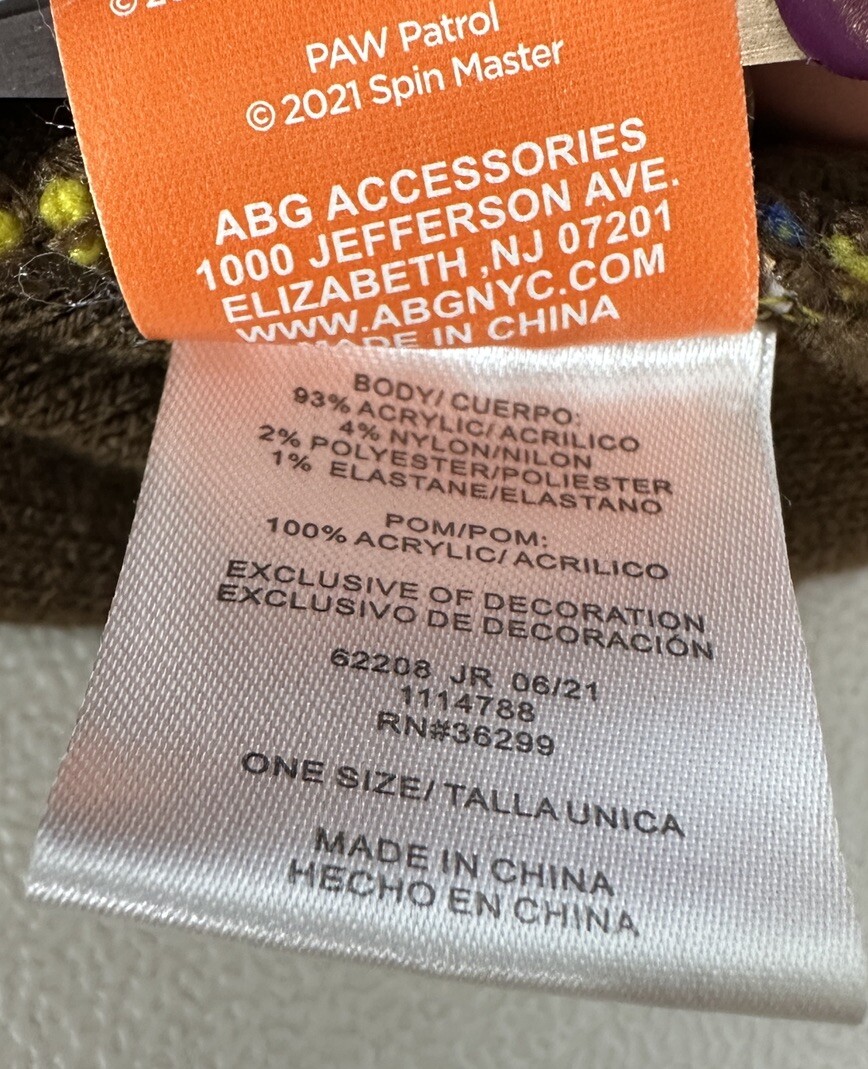 PAW Patrol
© 2021 Spin Master
ABG ACCESSORIES
1000 JEFFERSON AVE.
ELIZABETH ,NJ 07201
WWW.ABGNYC.COM
MADE IN CHINA
BODY/ CUERPO:
93% ACRYLIC/ACRILICO
4% NYLON/NILON
2% POLYESTER/POLIESTER
1% ELASTANE/ELASTANO
POM/POM:
100% ACRYLIC/ACRILICO
EXCLUSIVE OF DECORATION
EXCLUSIVO DE DECORACIÓN
62208 JR 06/21
1114788
RN#36299
ONE SIZE/ TALLA UNICA
MADE IN CHINA
HECHO EN CHINA